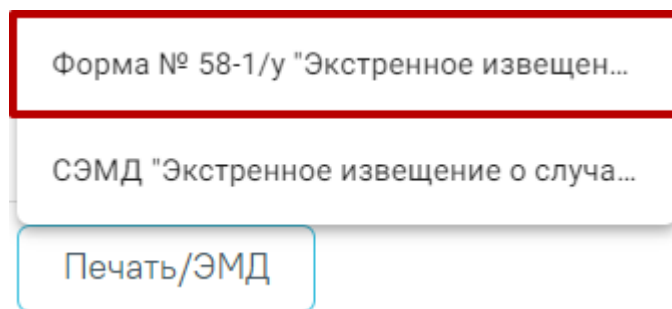 Форма № 58-1/у "Экстренное извещен...
СЭМД "Экстренное извещение о случа...
Печать/ЭМД